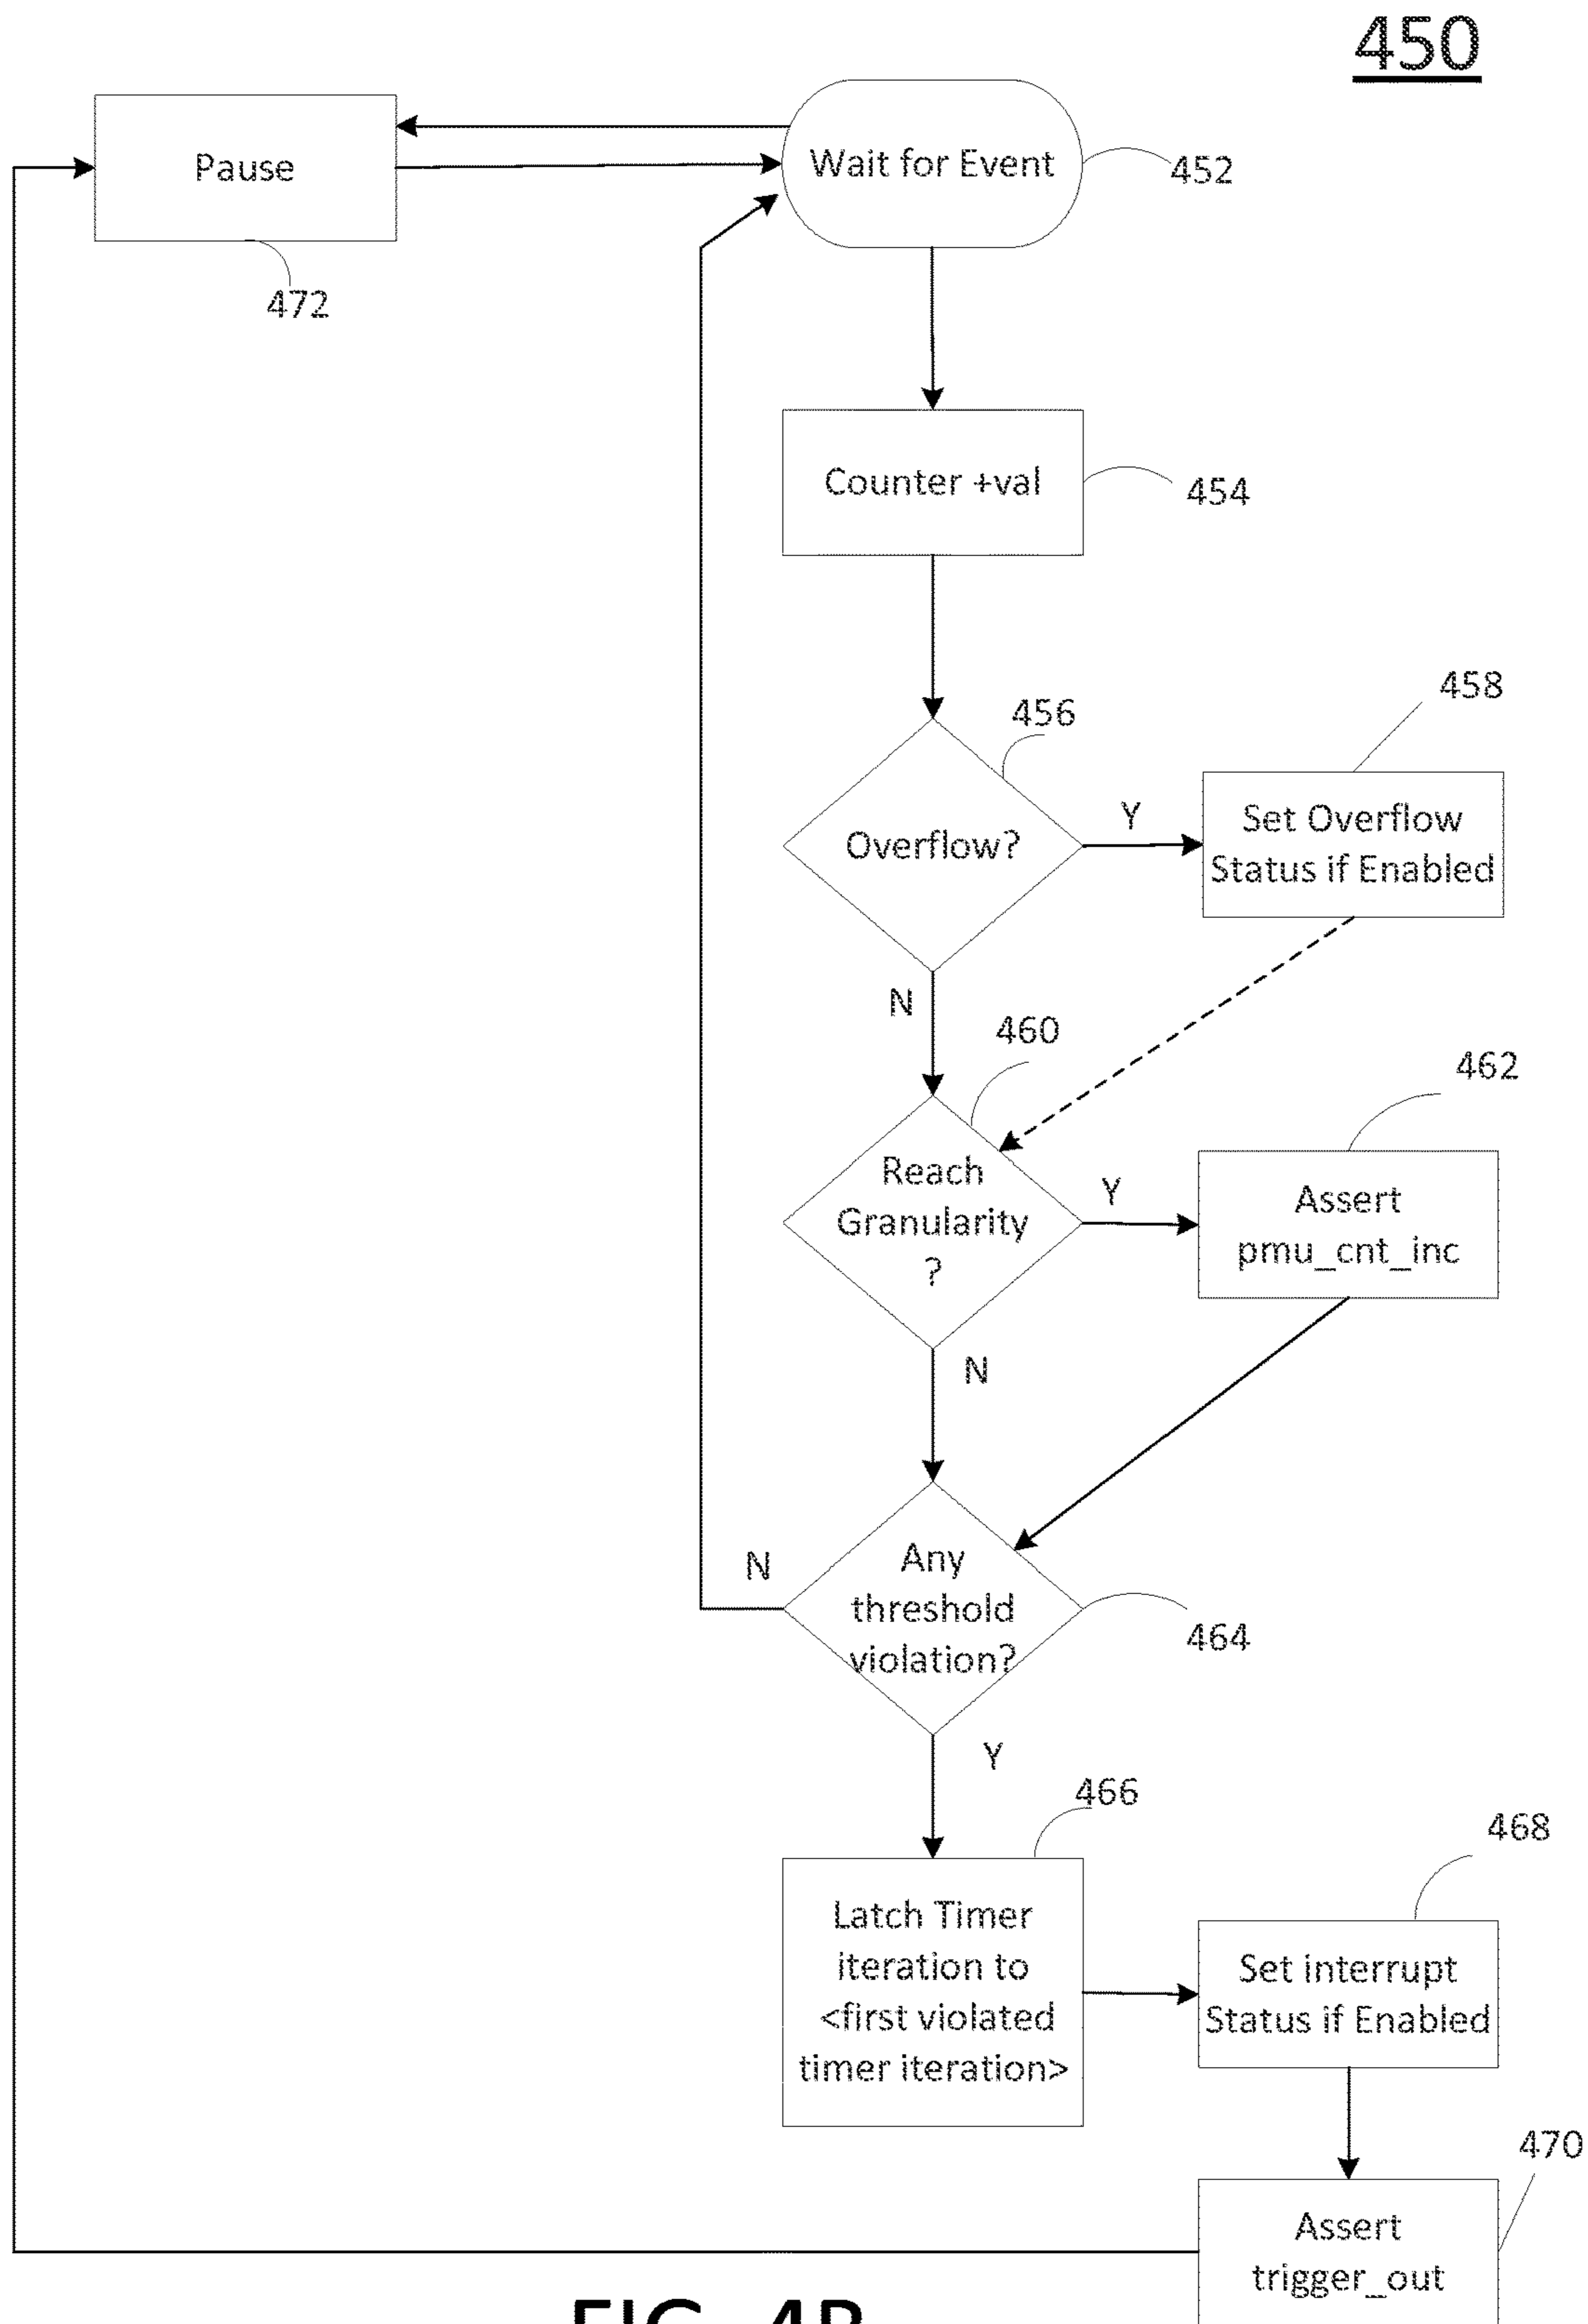 450
Pause
Wait for Event
452
472
Counter +val
454
456
458
Overflow?
Y
Set Overflow
Status if Enabled
N
460
462
Reach
Granularity
?
Y
Assert
pmu_cnt_inc
N
Any
threshold
violation?
N
464
Y
466
468
Latch Timer
iteration to
<first violated
timer iteration>
Set interrupt
Status if Enabled
470
Assert
trigger_out
FIG. 4B